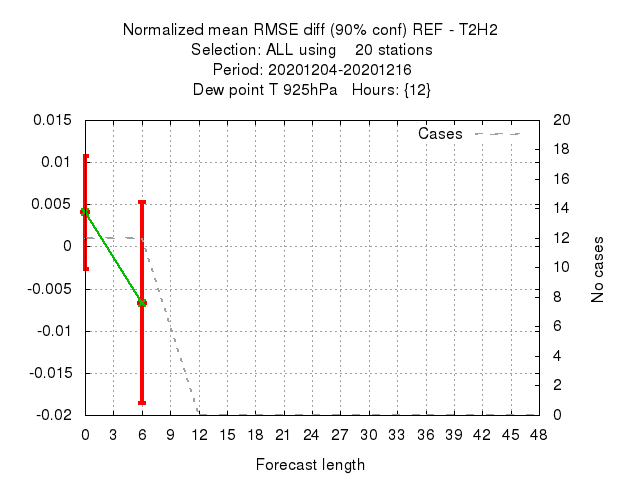 Normalized mean RMSE diff (90% conf) REF - T2H2
Selection: ALL using 20 stations
Period: 20201204-20201216
Dew point T 925hPa Hours: {12}
Cases
0.015
0.01
0.005
0
-0.005
-0.01
-0.015
-0.02
20
18
16
14
12
10
8
6
4
2
0
No cases
0 3 6 9 12 15 18 21 24 27 30 33 36 39 42 45 48
Forecast length